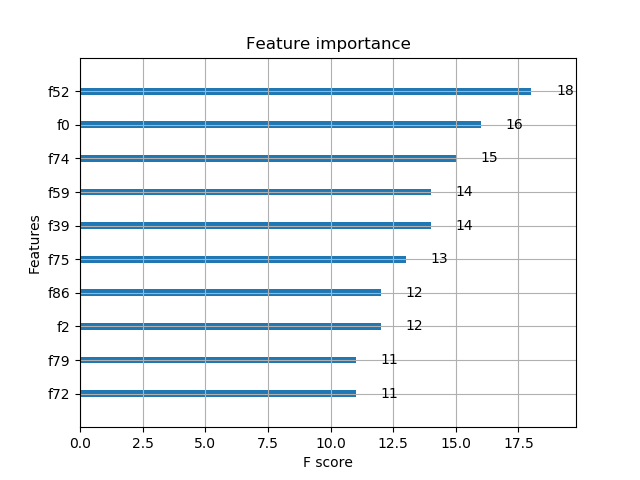 Feature importance
f52 18
f0 16
f74 15
f59 14
f39 14
f75 13
f86 12
f2 12
f79 11
f72 11
Features
0.0 2.5 5.0 7.5 10.0 12.5 15.0 17.5
F score